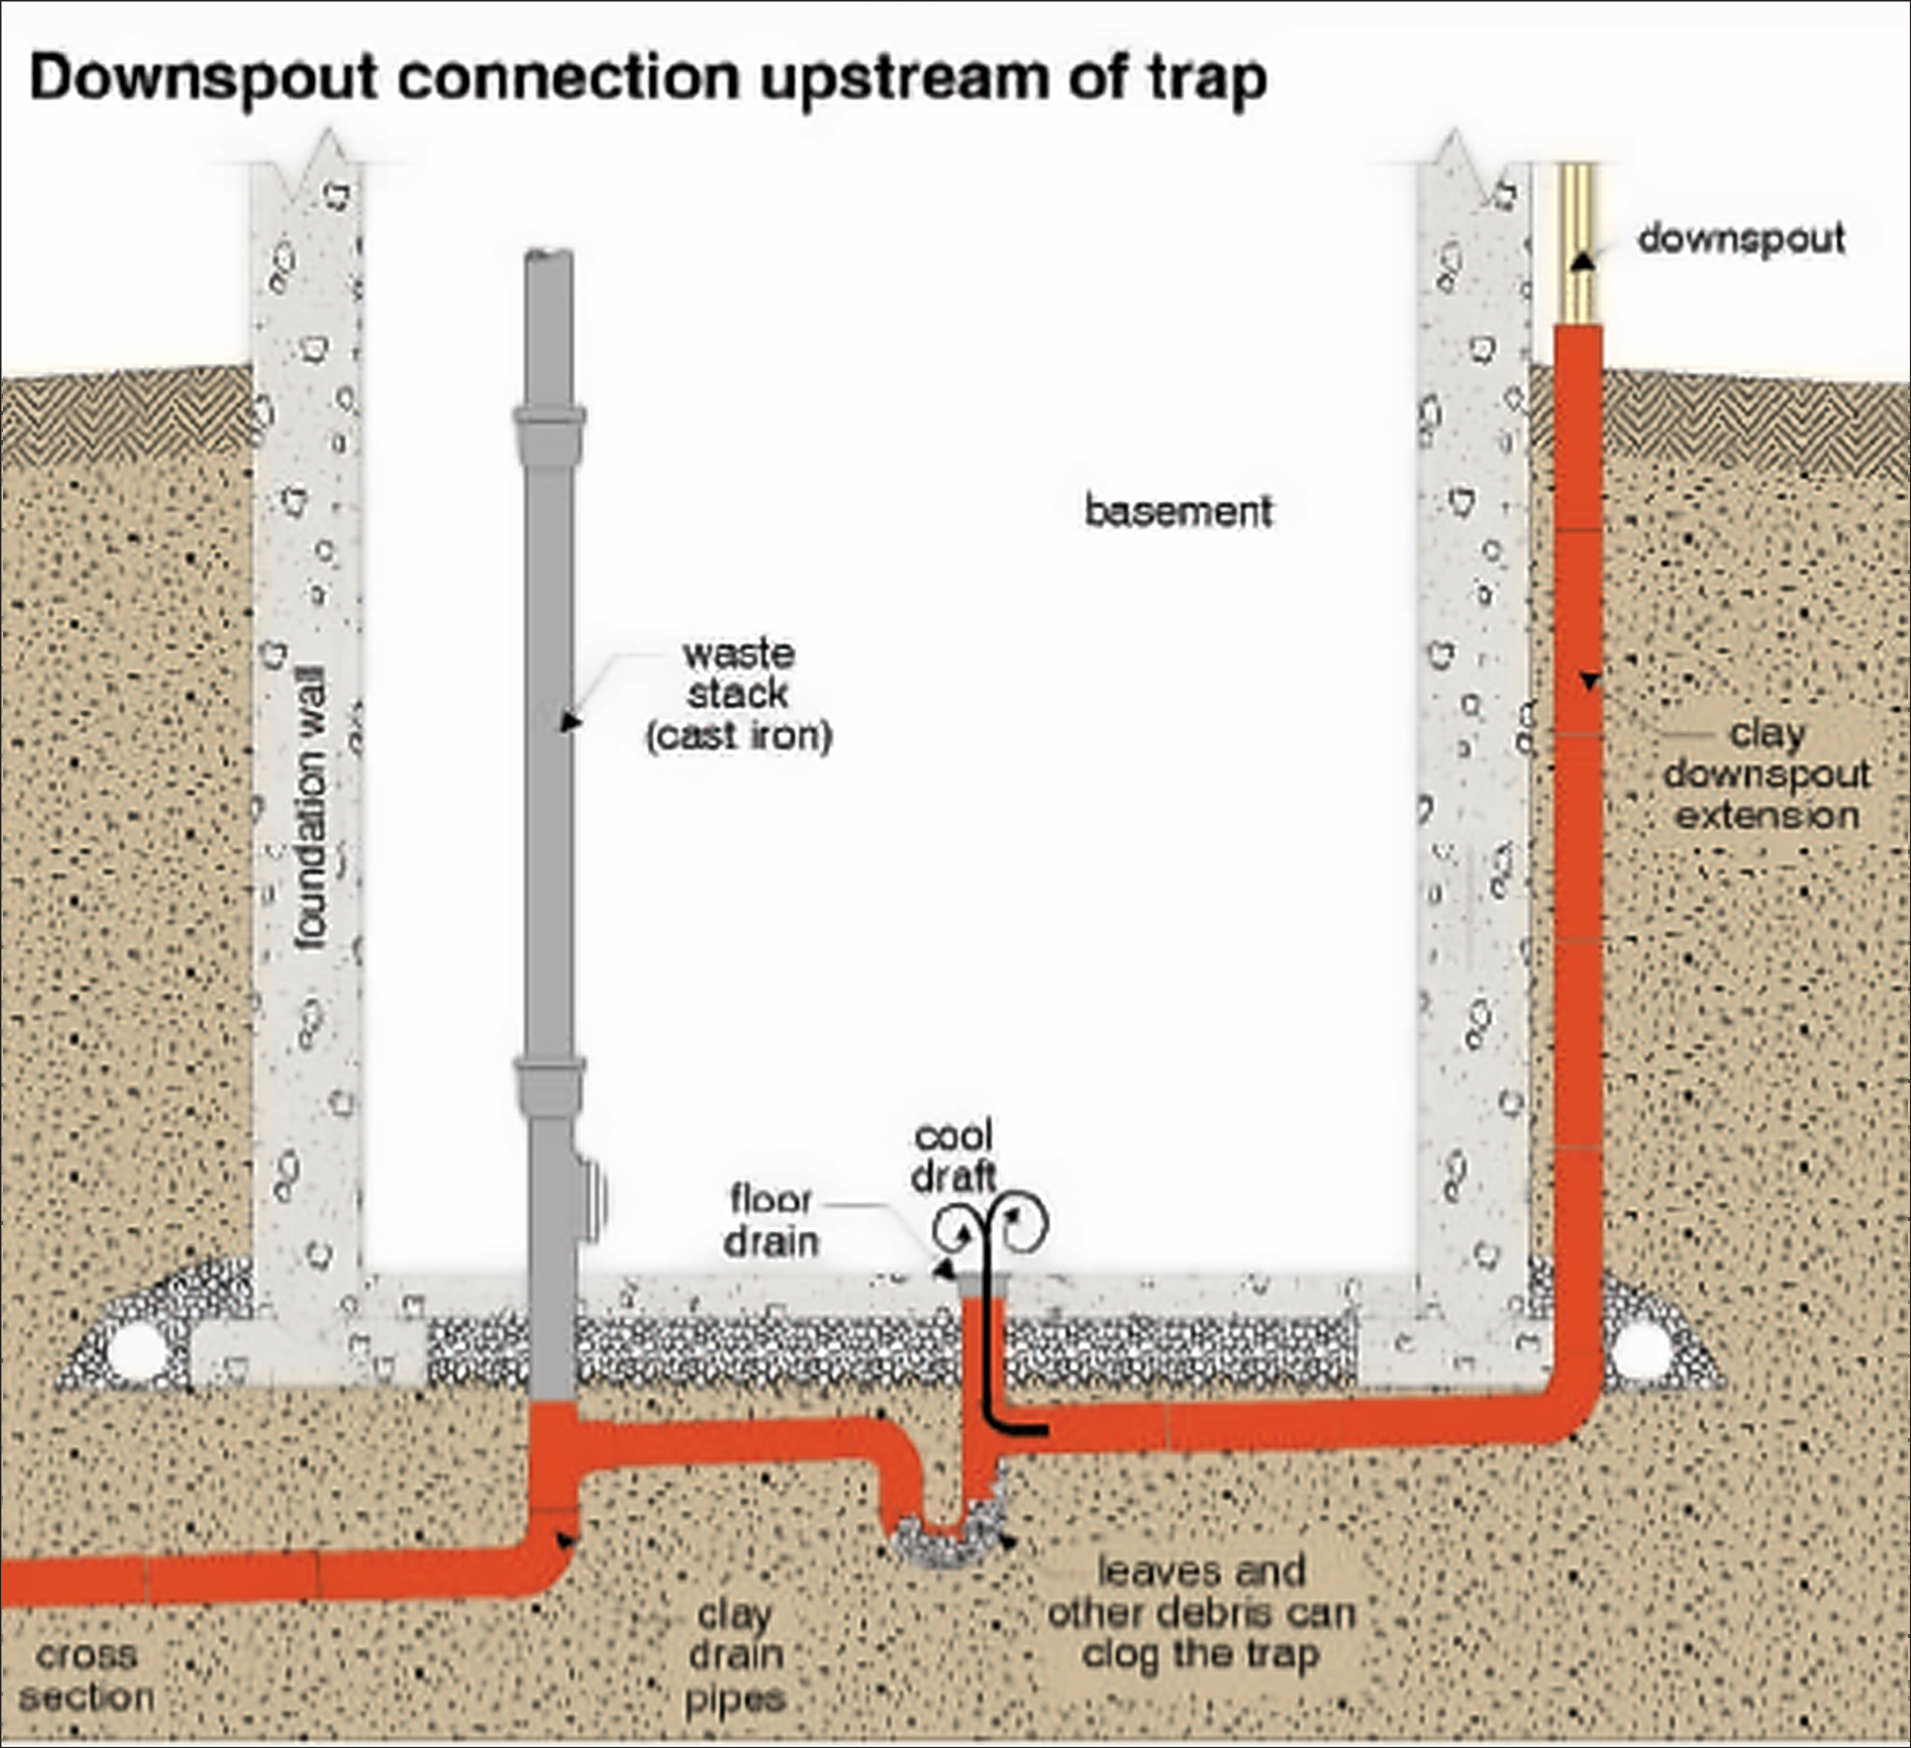 Downspout connection upstream of trap
downspout
basement
waste
stack
(cast iron)
foundation wall
clay
downspout
extension
cool
draft
floor
drain
leaves and
other debris can
clog the trap
clay
drain
pipes
cross
section